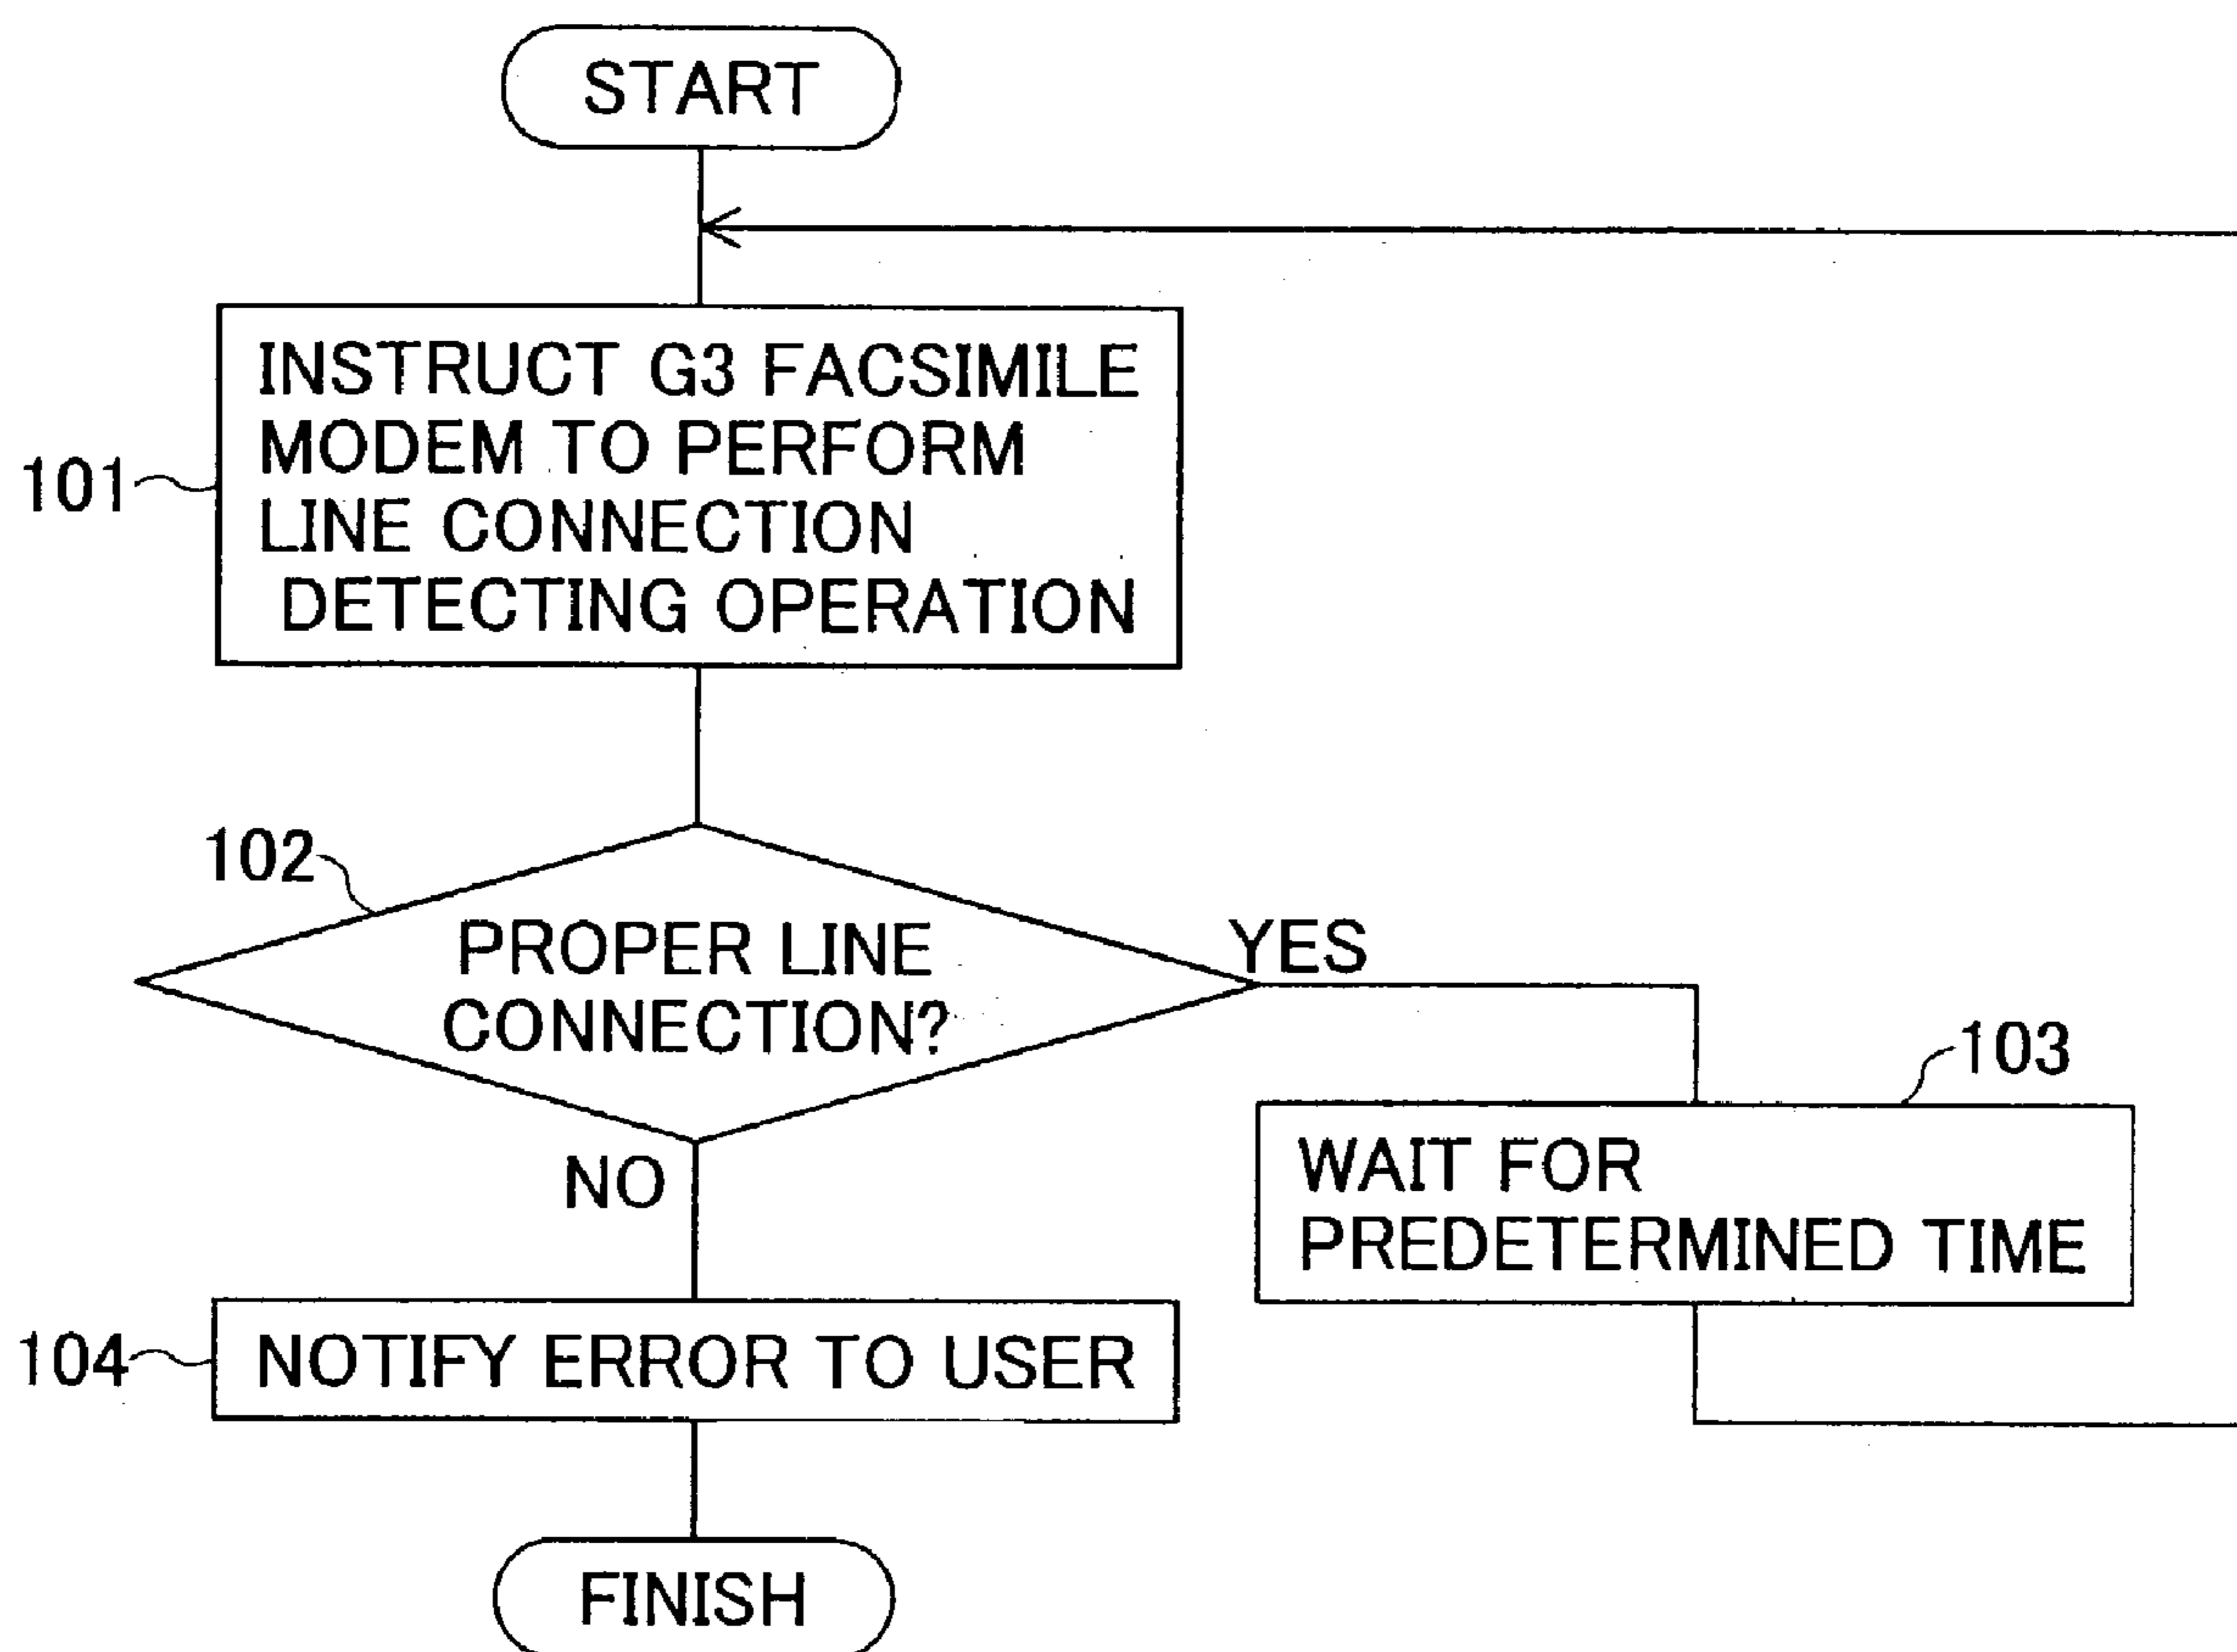 START
INSTRUCT G3 FACSIMILE
MODEM TO PERFORM
LINE CONNECTION
DETECTING OPERATION
101
102
PROPER LINE
CONNECTION?
YES
103
WAIT FOR
PREDETERMINED TIME
NO
104
NOTIFY ERROR TO USER
FINISH